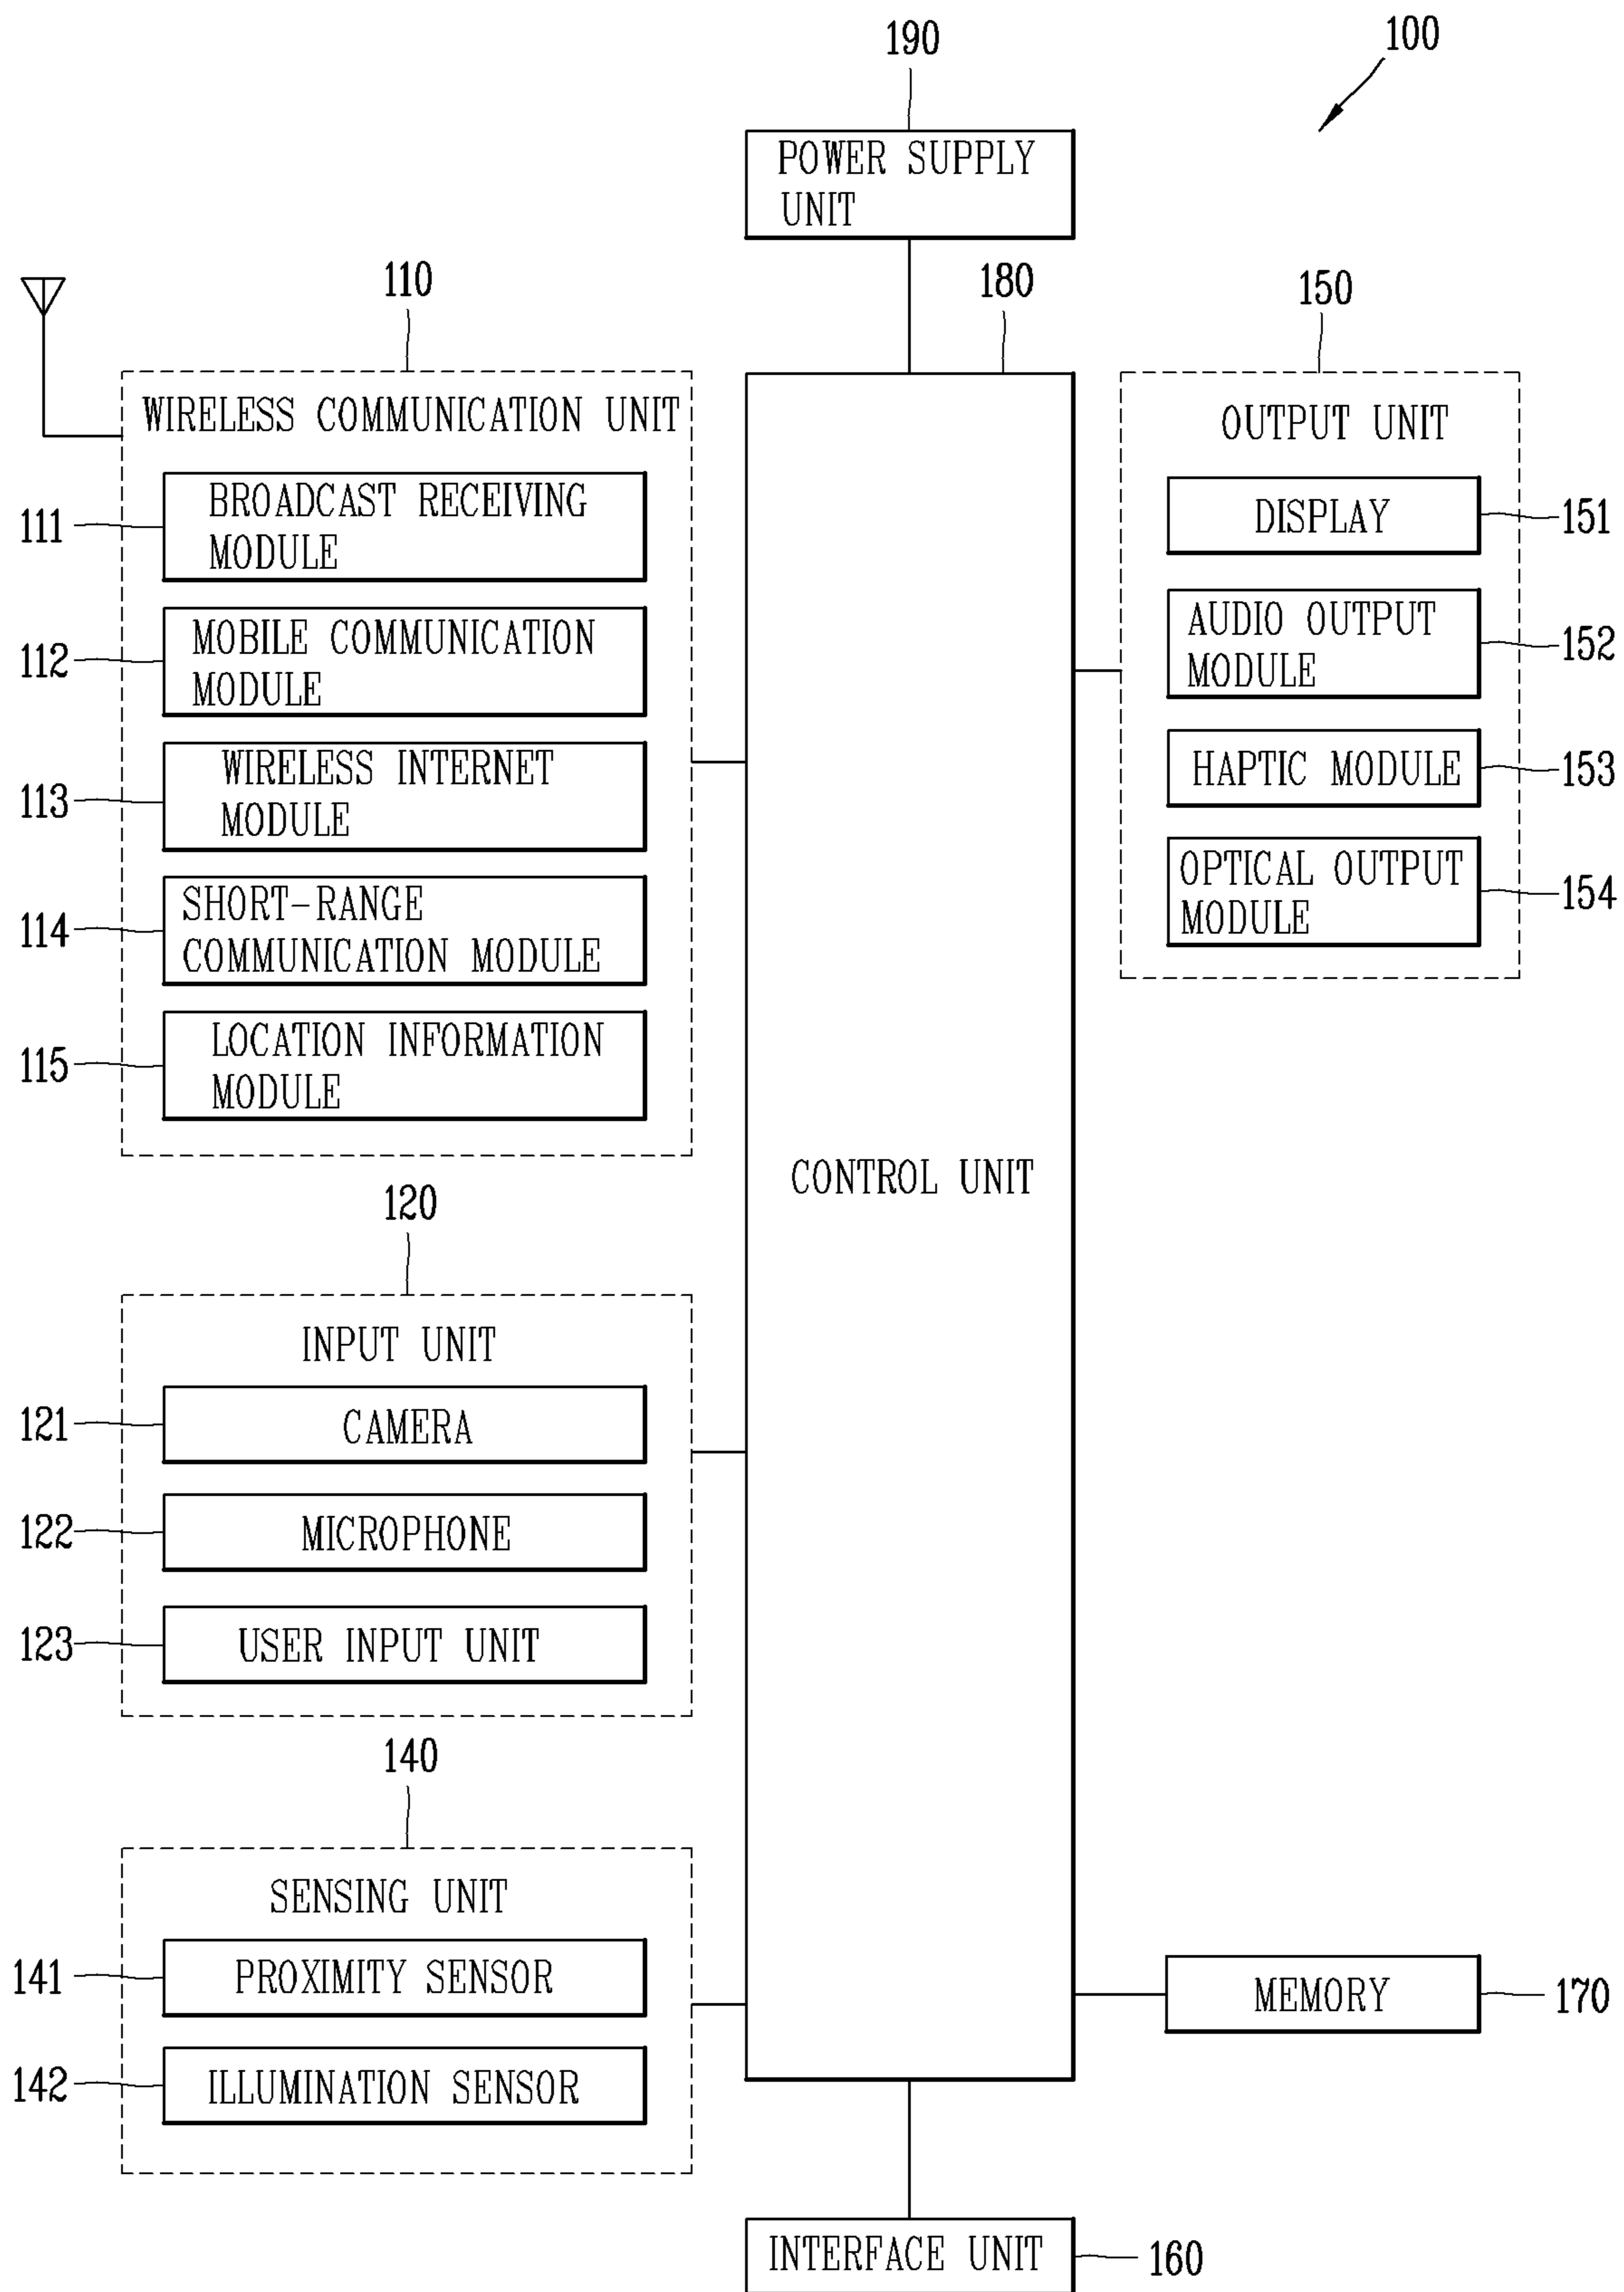 190
100
POWER SUPPLY
UNIT
110
180
150
WIRELESS COMMUNICATION UNIT
111
BROADCAST RECEIVING
MODULE
112
MOBILE COMMUNICATION
MODULE
113
WIRELESS INTERNET
MODULE
114
SHORT-RANGE
COMMUNICATION MODULE
115
LOCATION INFORMATION
MODULE
CONTROL UNIT
OUTPUT UNIT
DISPLAY
151
AUDIO OUTPUT
MODULE
152
HAPTIC MODULE
153
OPTICAL OUTPUT
MODULE
154
120
INPUT UNIT
121
CAMERA
122
MICROPHONE
123
USER INPUT UNIT
140
SENSING UNIT
141
PROXIMITY SENSOR
142
ILLUMINATION SENSOR
MEMORY
170
INTERFACE UNIT
160